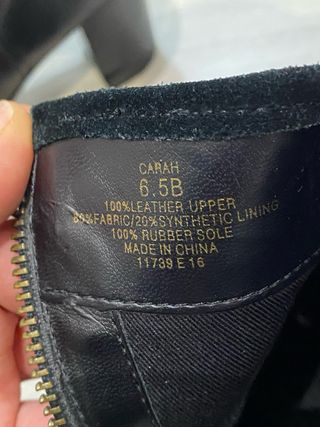 CARAH
6.5B
100%LEATHER UPPER
80%FABRIC/20%SYNTHETIC LINING
100% RUBBER SOLE
MADE IN CHINA
11739 E 16